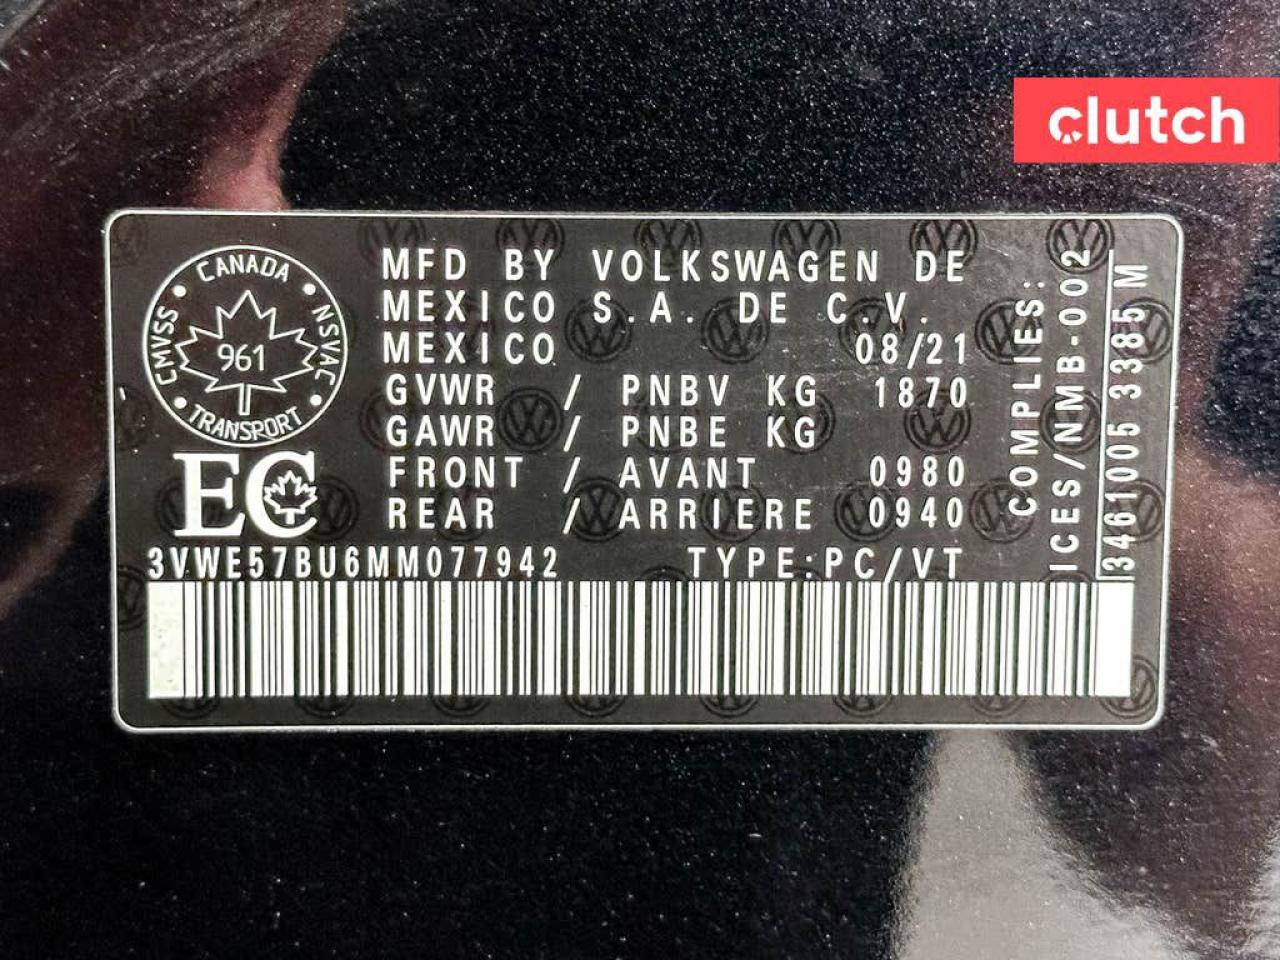 clutch
CANADA
CMVSS
NSVAC
961
TRANSPORT
EC
MFD BY VOLKSWAGEN DE
MEXICO S.A. DE C.V.
MEXICO 08/21
GVWR / PNBV KG 1870
GAWR / PNBE KG
FRONT / AVANT 0980
REAR / ARRIERE 0940
3VWE57BU6MM077942 TYPE:PC/VT
COMPLIES:
ICES/NMB-002
3461005 3385 M